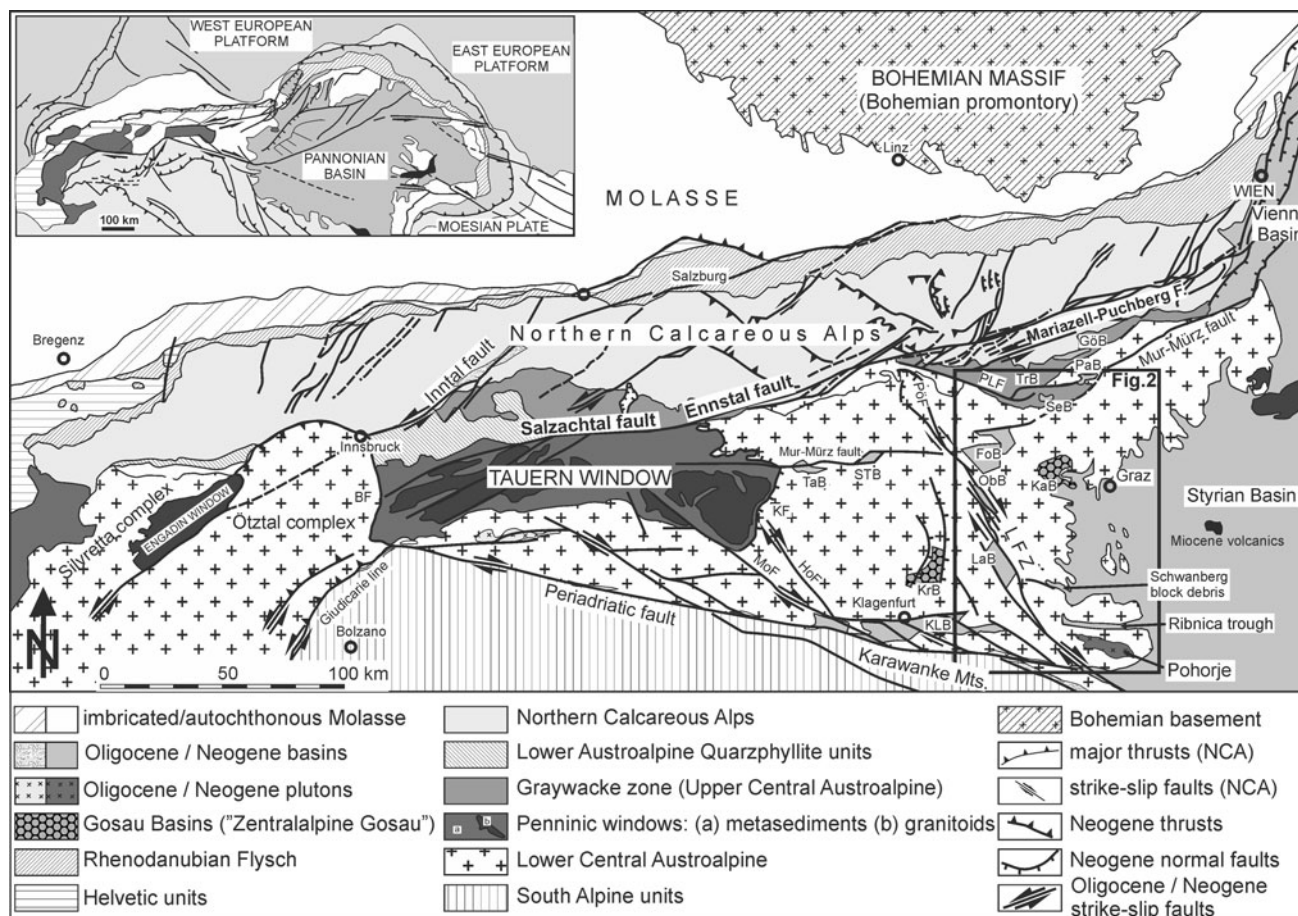 WEST EUROPEAN
PLATFORM
EAST EUROPEAN
PLATFORM
PANNONIAN
BASIN
100 km
MOESIAN PLATE
BOHEMIAN MASSIF
(Bohemian promontory)
Linz
MOLASSE
WIEN
Vienn
Basin
Salzburg
Bregenz
Northern Calcareous Alps
Mariazell-Puchberg F
GöB
Mur-Mürz fault
PaB
Inntal fault
PLF
TrB
Fig.2
PöF
SeB
Ennstal fault
Salzachtal fault
Innsbruck
Mur-Mürz fault
FoB
TAUERN WINDOW
TaB
STB
ObB
KaB
Graz
Silvretta complex
ENGADIN WINDOW
BF
Ötztal complex
KF
Styrian Basin
LFZ
Miocene volcanics
MoF
HöF
LaB
Giudicarie line
Periadriatic fault
KrB
Schwanberg
block debris
Klagenfurt
KLB
Ribnica trough
N
Bolzano
Karawanke Mts.
Pohorje
0 50 100 km
imbricated/autochthonous Molasse
Oligocene / Neogene basins
Oligocene / Neogene plutons
Gosau Basins ("Zentralalpine Gosau")
Rhenodanubian Flysch
Helvetic units
Northern Calcareous Alps
Lower Austroalpine Quarzphyllite units
Graywacke zone (Upper Central Austroalpine)
a b Penninic windows: (a) metasediments (b) granitoids
Lower Central Austroalpine
South Alpine units
Bohemian basement
major thrusts (NCA)
strike-slip faults (NCA)
Neogene thrusts
Neogene normal faults
Oligocene / Neogene
strike-slip faults